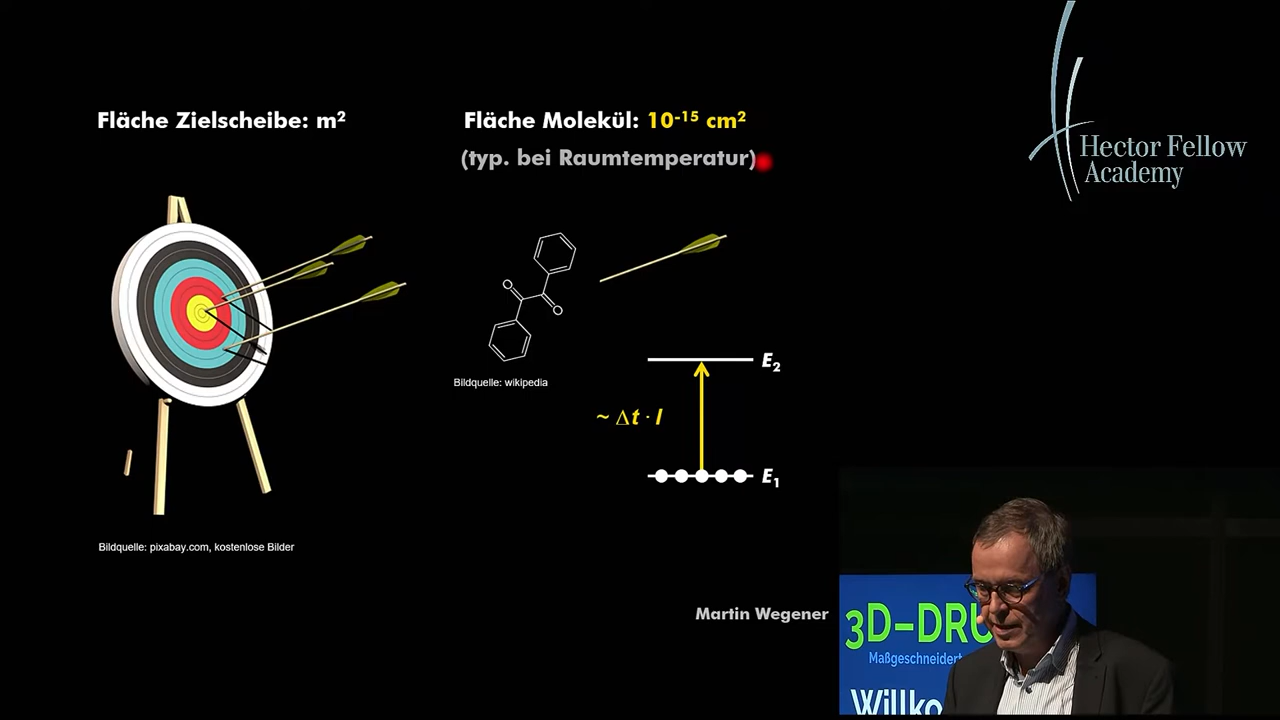 Fläche Zielscheibe: m²
Fläche Molekül: 10⁻¹⁵ cm²
(typ. bei Raumtemperatur)
Hector Fellow
Academy
Bildquelle: wikipedia
E₂
~ Δt · I
E₁
Bildquelle: pixabay.com, kostenlose Bilder
Martin Wegener
3D–DRU
Maßgeschneidert
Willko